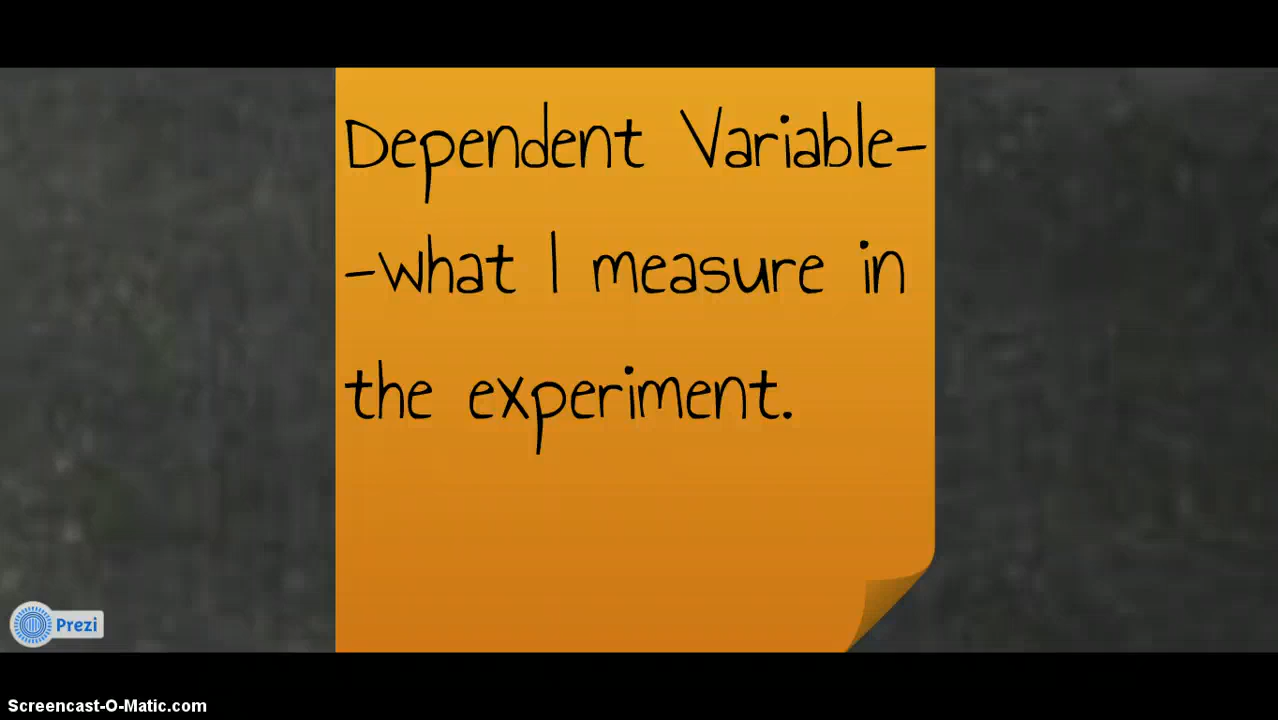 Dependent Variable-
-what I measure in
the experiment.
Prezi
Screencast-O-Matic.com